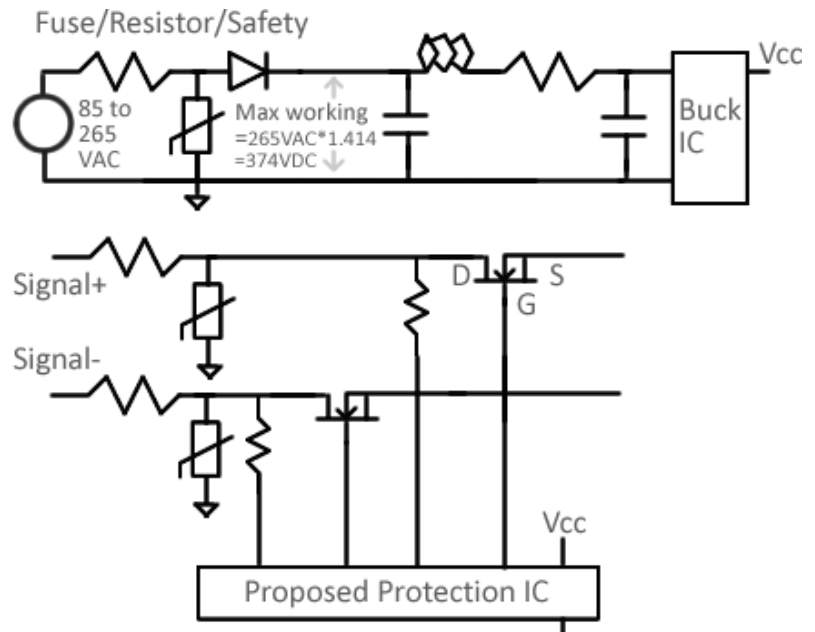 Fuse/Resistor/Safety
Vcc
85 to
265
VAC
Max working
=265VAC*1.414
=374VDC
Buck
IC
Signal+
D
S
G
Signal-
Vcc
Proposed Protection IC